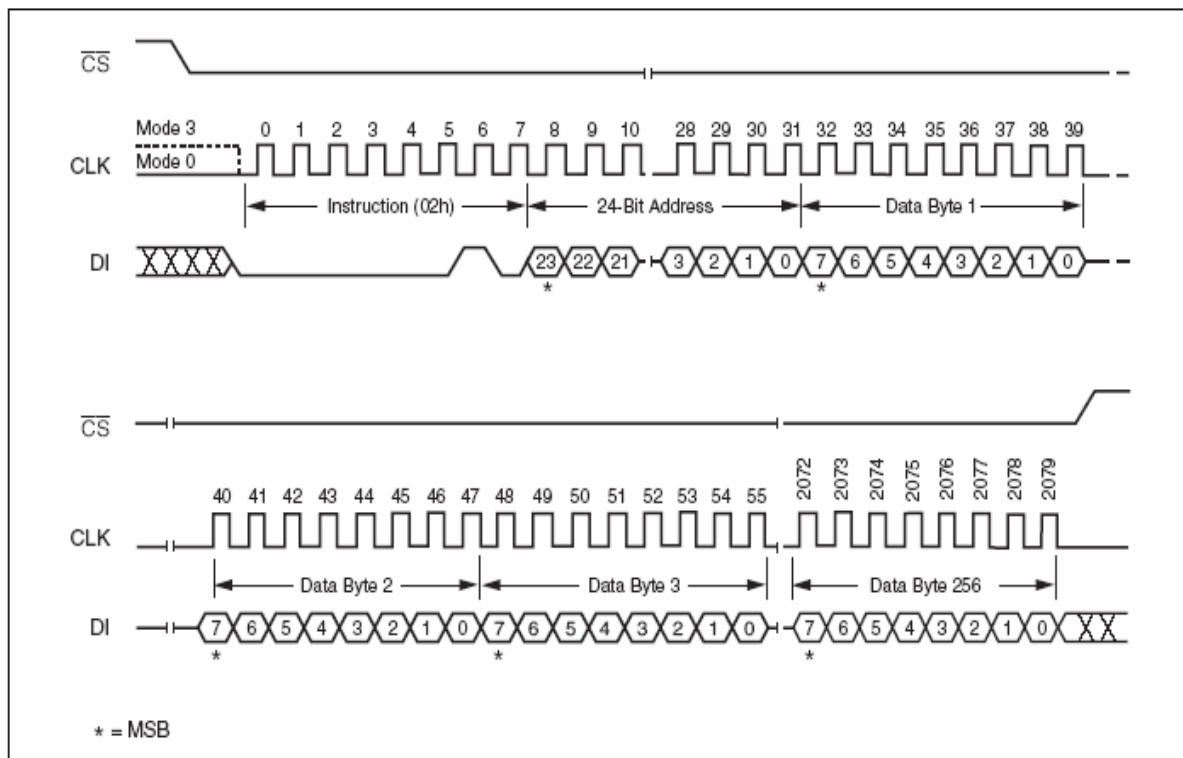 CS
Mode 3
0 1 2 3 4 5 6 7 8 9 10 28 29 30 31 32 33 34 35 36 37 38 39
CLK
Mode 0
Instruction (02h) 24-Bit Address Data Byte 1
DI
23 22 21 3 2 1 0 7 6 5 4 3 2 1 0
* *
CS
40 41 42 43 44 45 46 47 48 49 50 51 52 53 54 55 2072 2073 2074 2075 2076 2077 2078 2079
CLK
Data Byte 2 Data Byte 3 Data Byte 256
DI
7 6 5 4 3 2 1 0 7 6 5 4 3 2 1 0 7 6 5 4 3 2 1 0
* * *
* = MSB